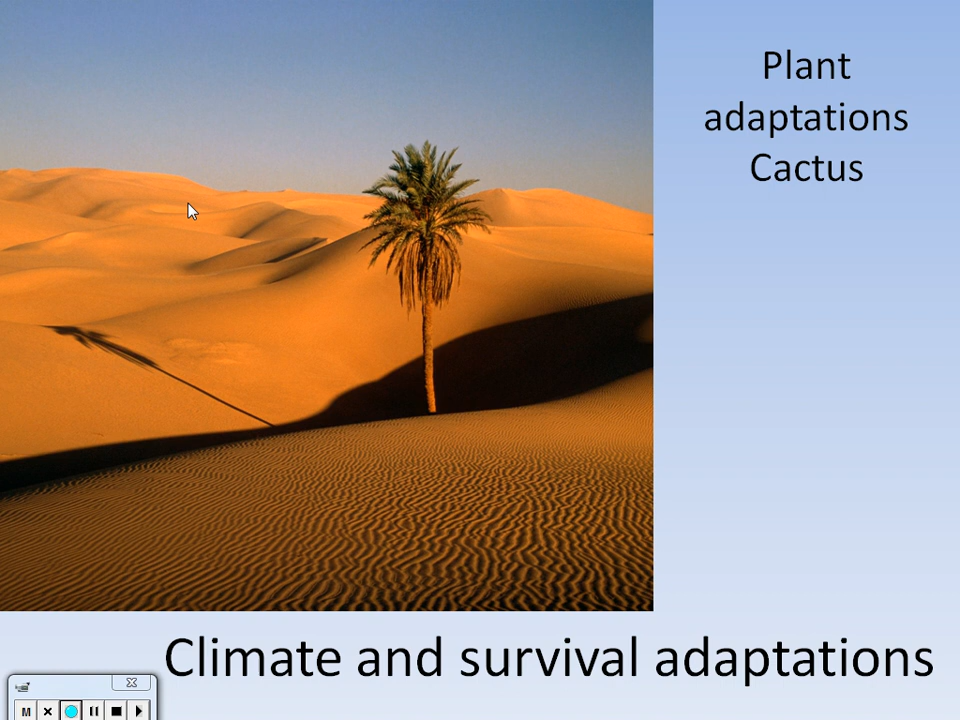 Plant
adaptations
Cactus
Climate and survival adaptations
M